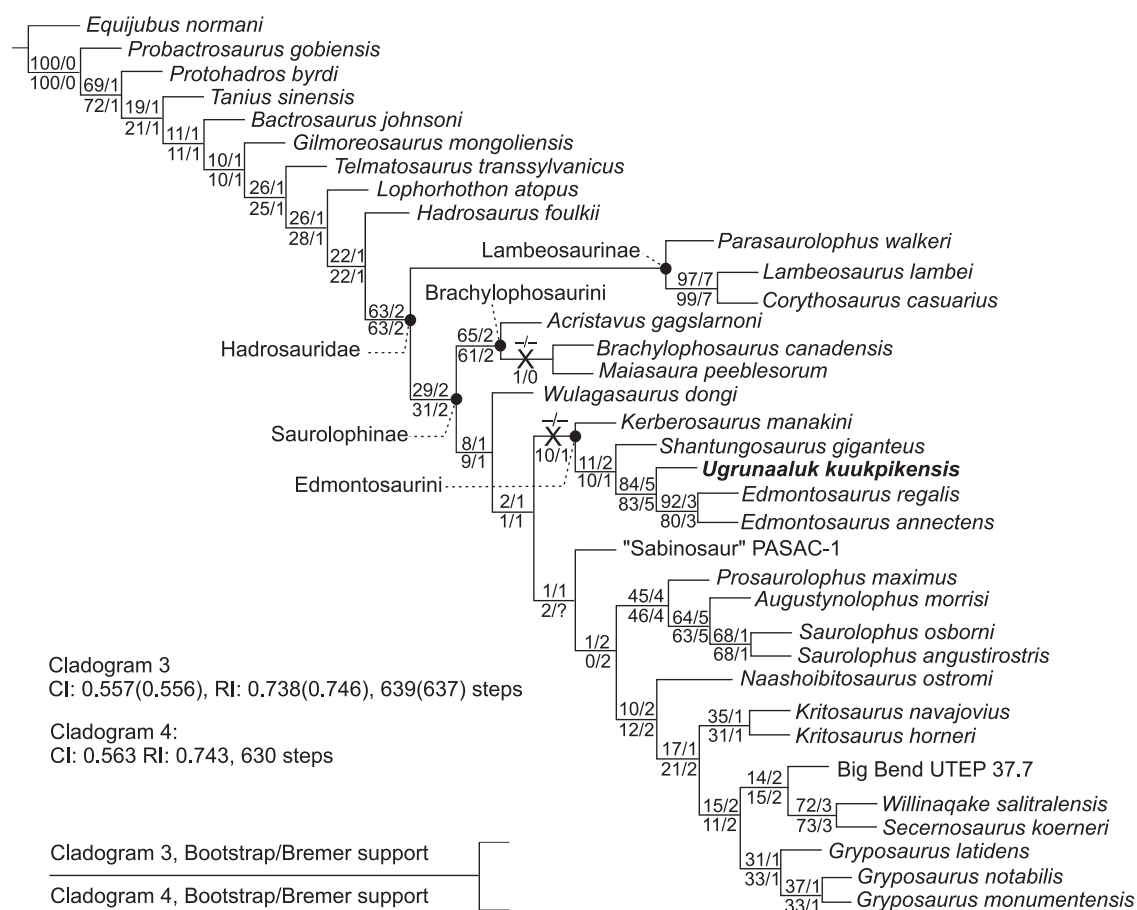 Equijubus normani
Probactrosaurus gobiensis
100/0
100/0
Protohadros byrdi
69/1
72/1
Tanius sinensis
19/1
21/1
Bactrosaurus johnsoni
11/1
11/1
Gilmoreosaurus mongoliensis
10/1
10/1
Telmatosaurus transsylvanicus
26/1
25/1
Lophorhothon atopus
26/1
28/1
Hadrosaurus foulkii
22/1
22/1
Parasaurolophus walkeri
Lambeosaurinae
Lambeosaurus lambei
97/7
99/7
Corythosaurus casuarius
Brachylophosaurini
63/2
63/2
Acristavus gagslarnoni
65/2
61/2
Hadrosauridae
Brachylophosaurus canadensis
–/–
X
1/0
Maiasaura peeblesorum
29/2
31/2
Wulagasaurus dongi
Saurolophinae
Kerberosaurus manakini
–/–
X
10/1
8/1
9/1
Shantungosaurus giganteus
11/2
10/1
Ugrunaaluk kuukpikensis
Edmontosaurini
84/5
83/5
Edmontosaurus regalis
92/3
80/3
2/1
1/1
Edmontosaurus annectens
"Sabinosaur" PASAC-1
1/1
2/?
Prosaurolophus maximus
45/4
46/4
Augustynolophus morrisi
64/5
63/5
Saurolophus osborni
68/1
68/1
1/2
0/2
Saurolophus angustirostris
Cladogram 3
CI: 0.557(0.556), RI: 0.738(0.746), 639(637) steps
Naashoibitosaurus ostromi
10/2
12/2
Kritosaurus navajovius
35/1
31/1
Kritosaurus horneri
Cladogram 4:
CI: 0.563 RI: 0.743, 630 steps
17/1
21/2
Big Bend UTEP 37.7
14/2
15/2
Willinaqake salitralensis
72/3
73/3
15/2
11/2
Secernosaurus koerneri
Gryposaurus latidens
31/1
33/1
Gryposaurus notabilis
37/1
33/1
Gryposaurus monumentensis
Cladogram 3, Bootstrap/Bremer support
Cladogram 4, Bootstrap/Bremer support